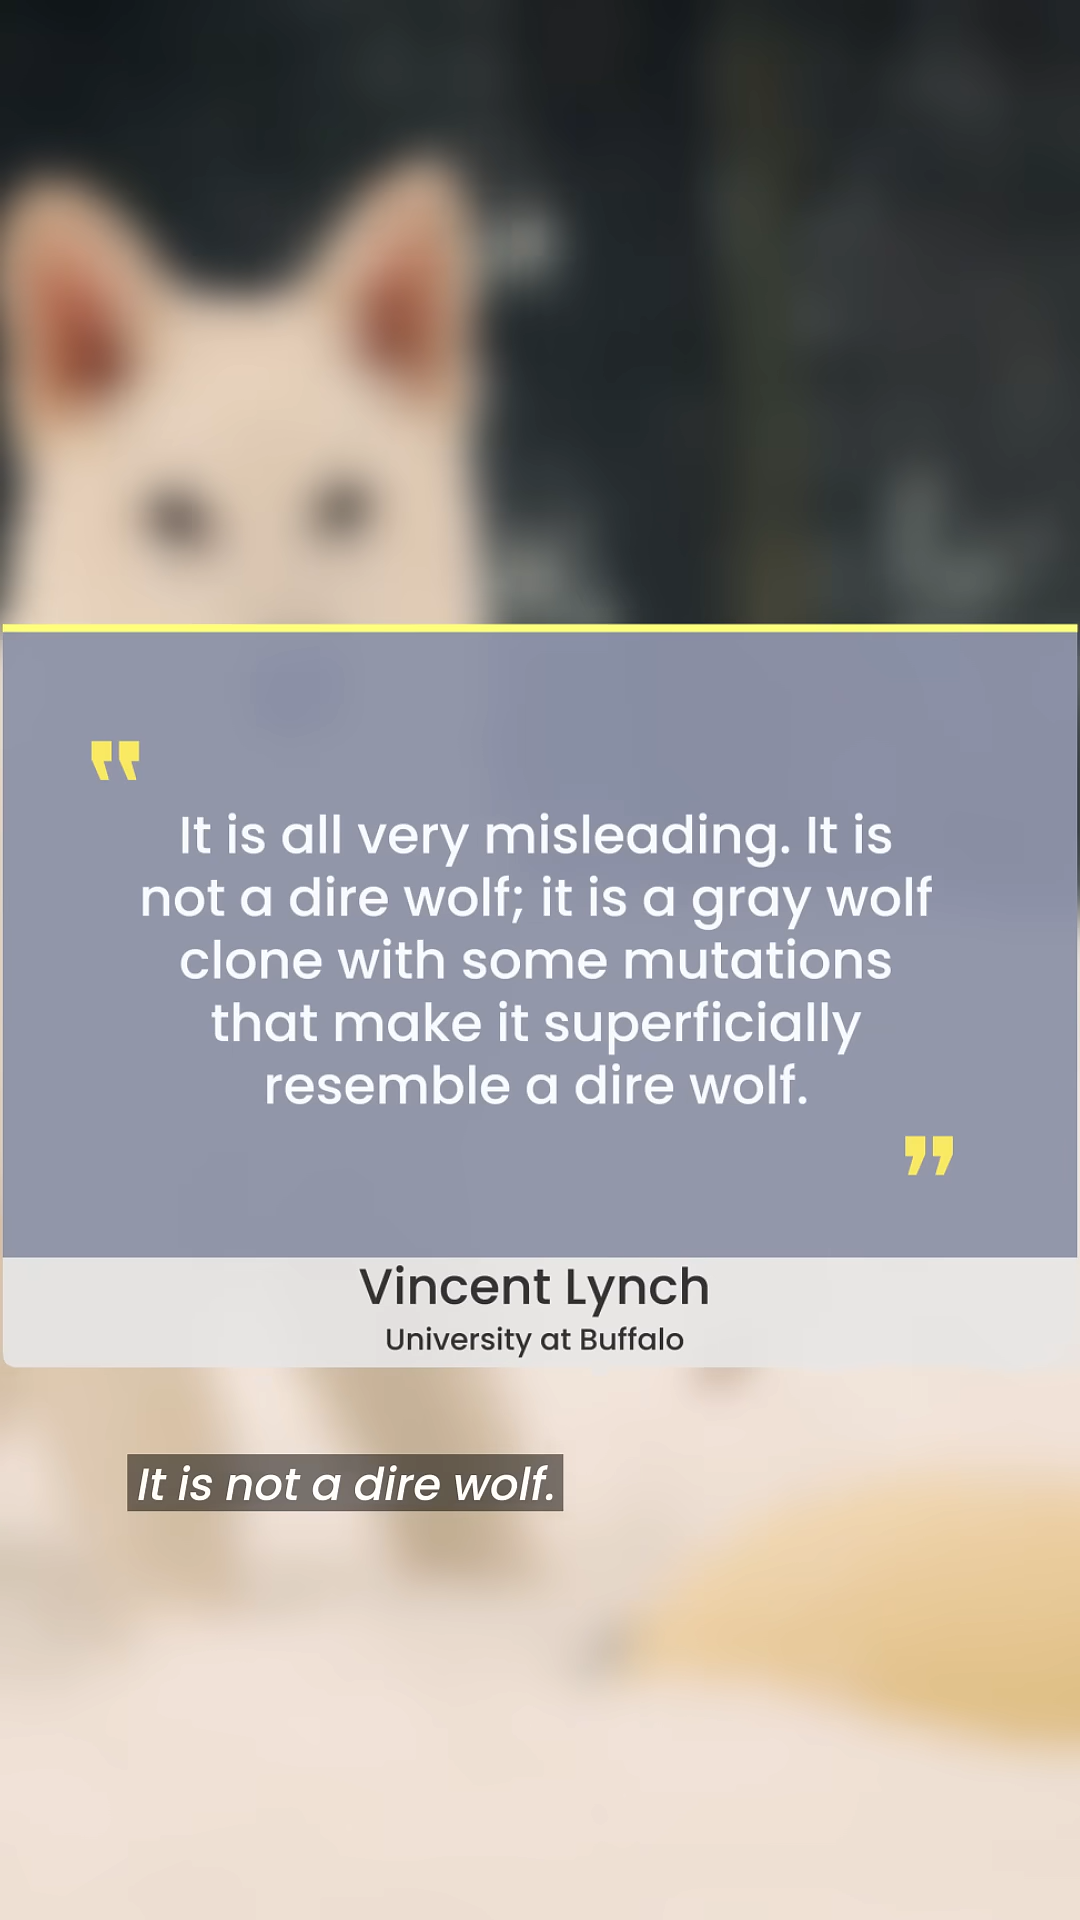 "
It is all very misleading. It is
not a dire wolf; it is a gray wolf
clone with some mutations
that make it superficially
resemble a dire wolf.
"
Vincent Lynch
University at Buffalo
It is not a dire wolf.